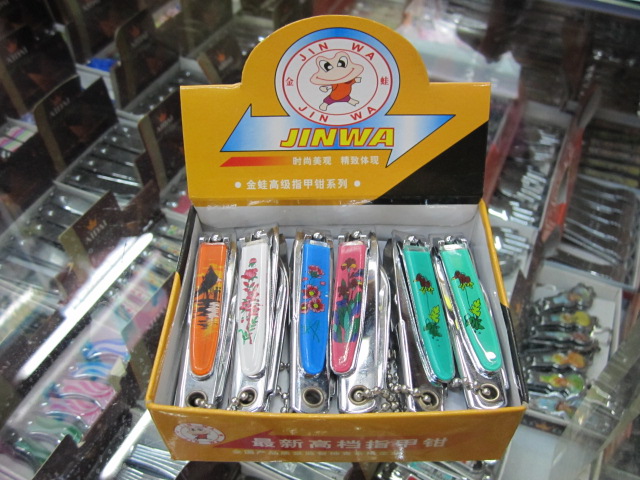 JIN WA
金 蛙
JIN WA
JINWA
时尚美观 精致体现
· 金蛙高级指甲钳系列 ·
最新高档指甲钳